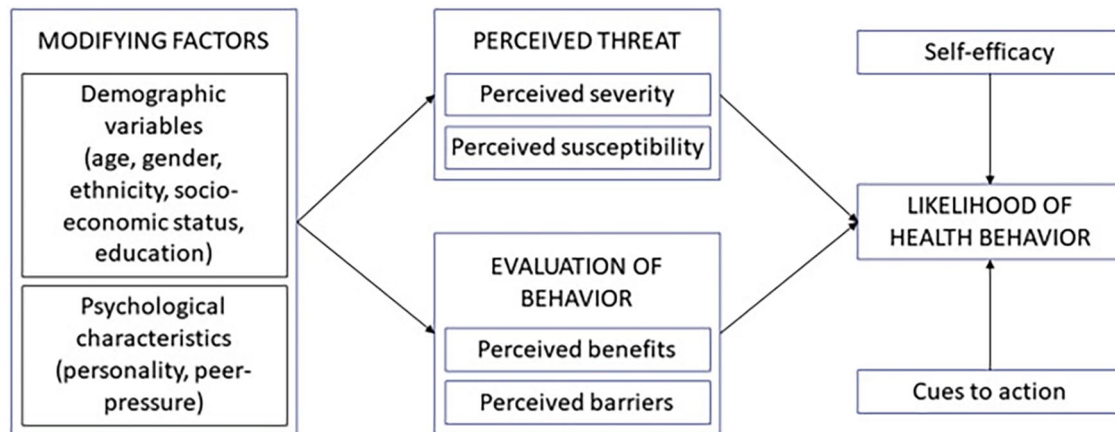 MODIFYING FACTORS
Demographic
variables
(age, gender,
ethnicity, socio-
economic status,
education)
Psychological
characteristics
(personality, peer-
pressure)
PERCEIVED THREAT
Perceived severity
Perceived susceptibility
EVALUATION OF
BEHAVIOR
Perceived benefits
Perceived barriers
Self-efficacy
LIKELIHOOD OF
HEALTH BEHAVIOR
Cues to action